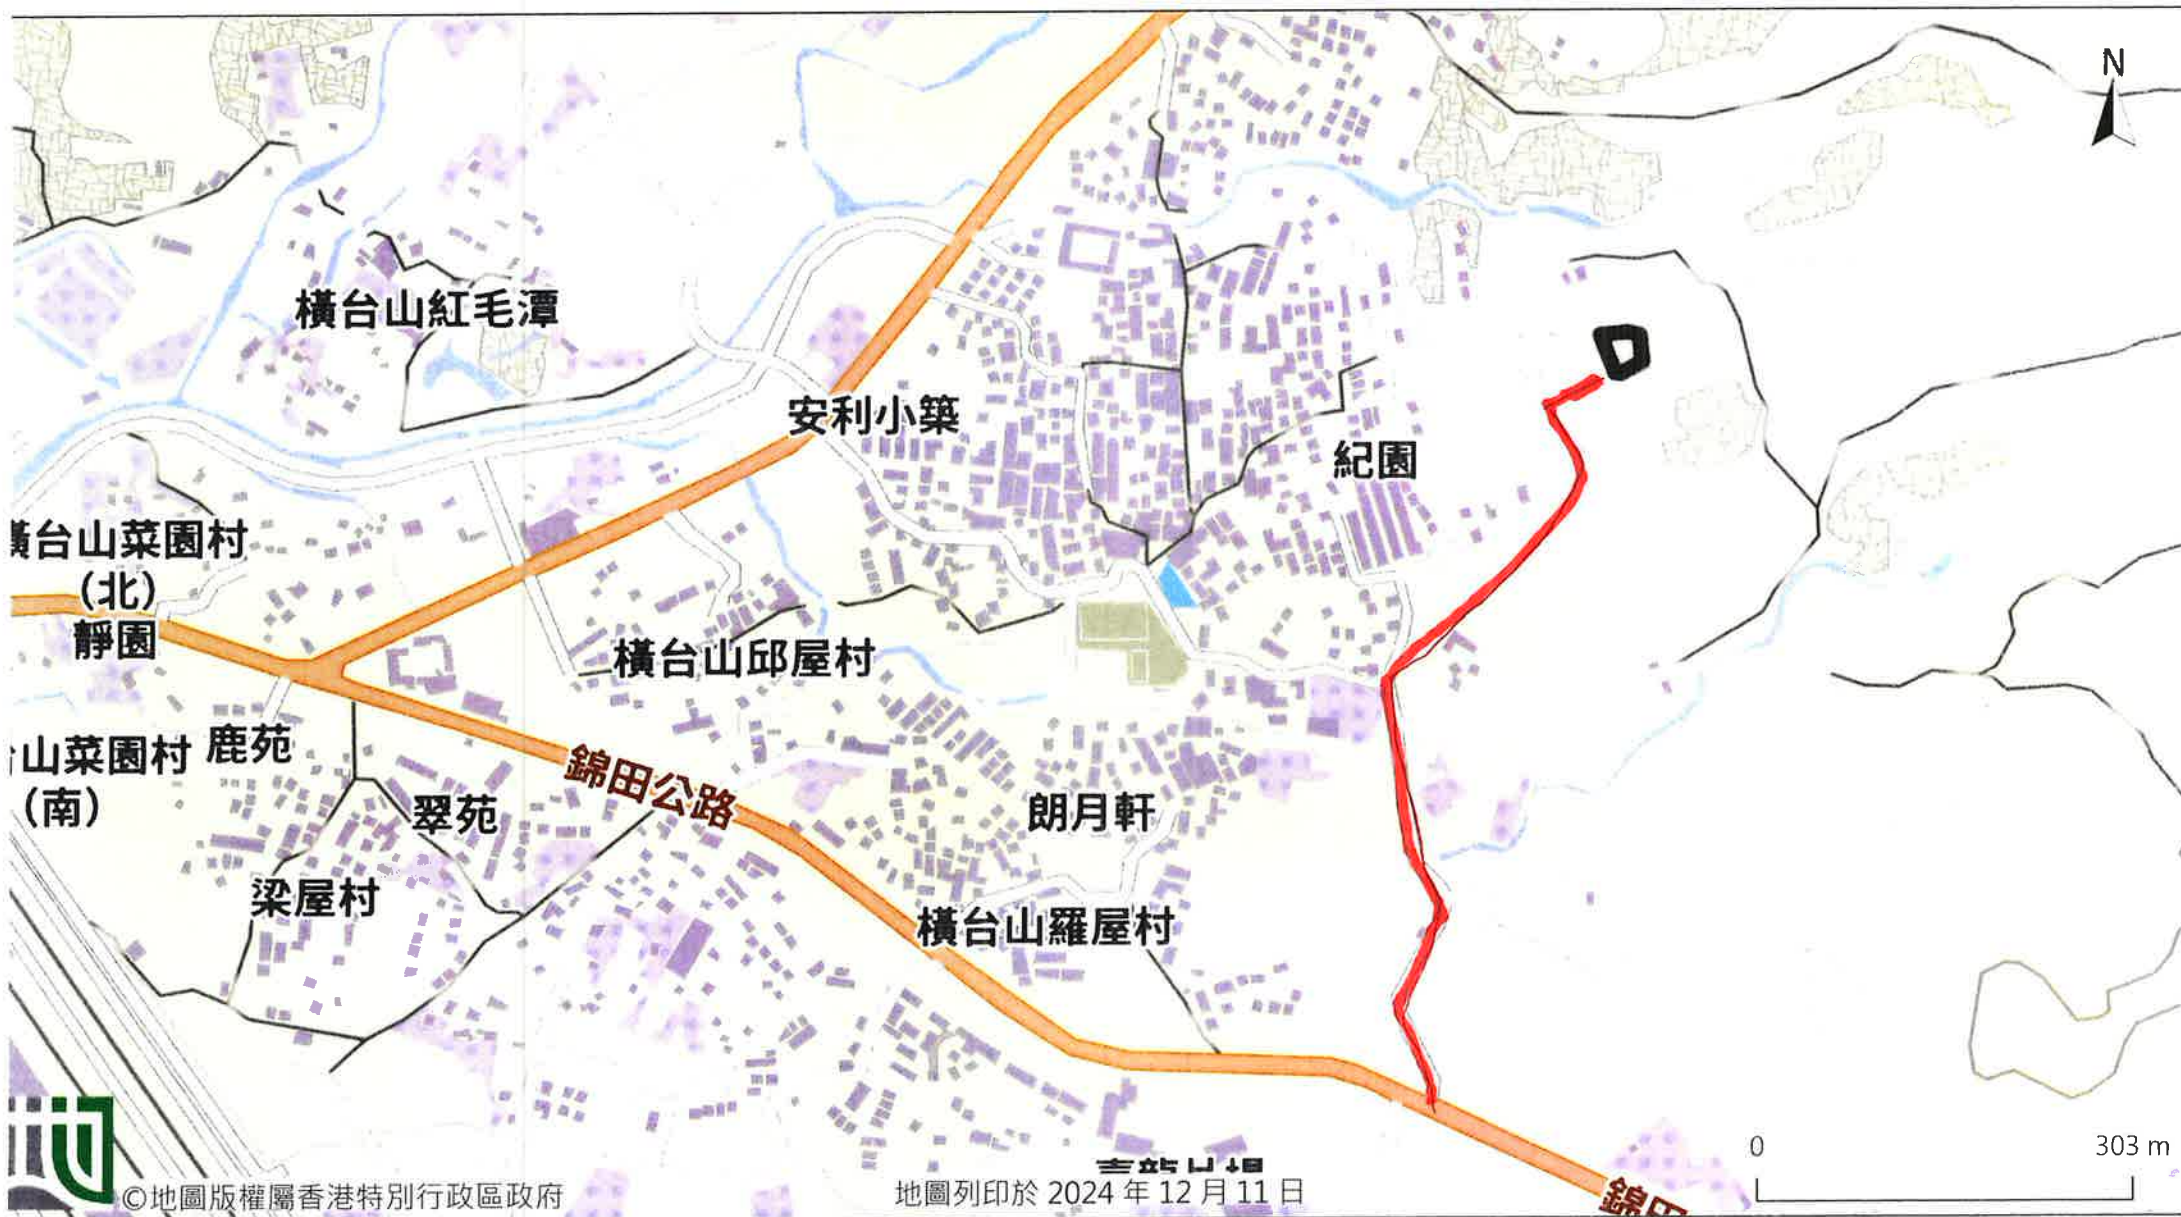 N
橫台山紅毛潭
安利小築
紀園
橫台山菜園村
(北)
靜園
橫台山邱屋村
鹿苑
台山菜園村
(南)
錦田公路
翠苑
朗月軒
梁屋村
橫台山羅屋村
0
303 m
錦田
©地圖版權屬香港特別行政區政府
地圖列印於 2024 年 12 月 11 日